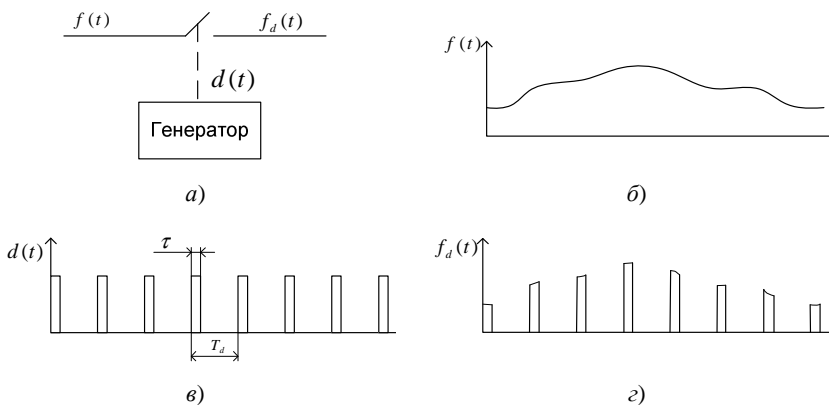 f(t)
f_d(t)
d(t)
Генератор
а)
f(t)
б)
d(t)
τ
T_d
в)
f_d(t)
г)